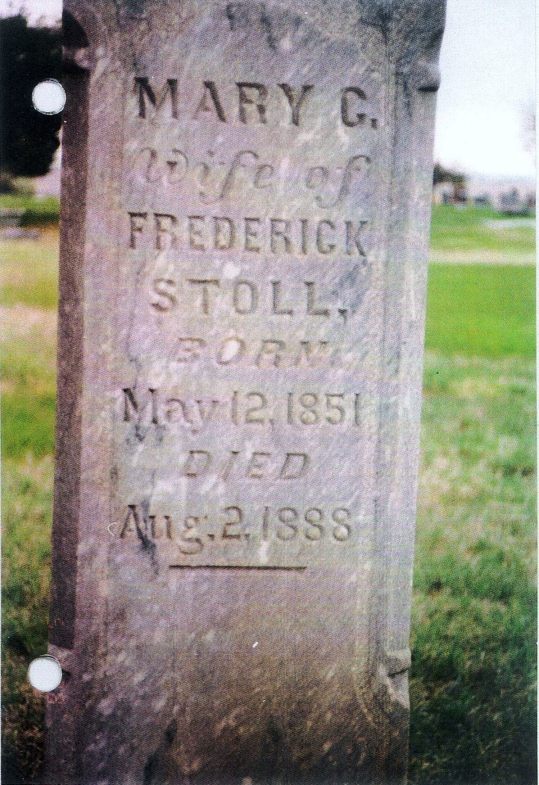 MARY C.
Wife of
FREDERICK
STOLL,
BORN
May 12, 1851
DIED
Aug. 2, 1888